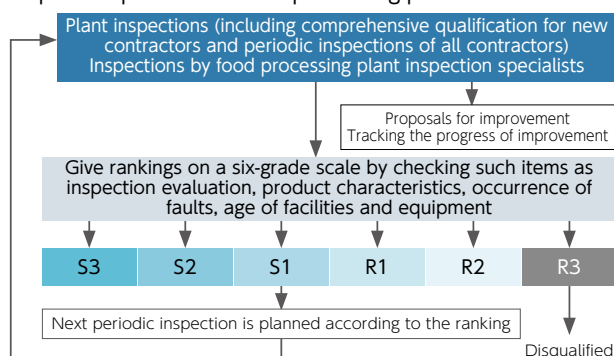 Plant inspections (including comprehensive qualification for new
contractors and periodic inspections of all contractors)
Inspections by food processing plant inspection specialists
Proposals for improvement
Tracking the progress of improvement
Give rankings on a six-grade scale by checking such items as
inspection evaluation, product characteristics, occurrence of
faults, age of facilities and equipment
S3 S2 S1 R1 R2 R3
Next periodic inspection is planned according to the ranking
Disqualified